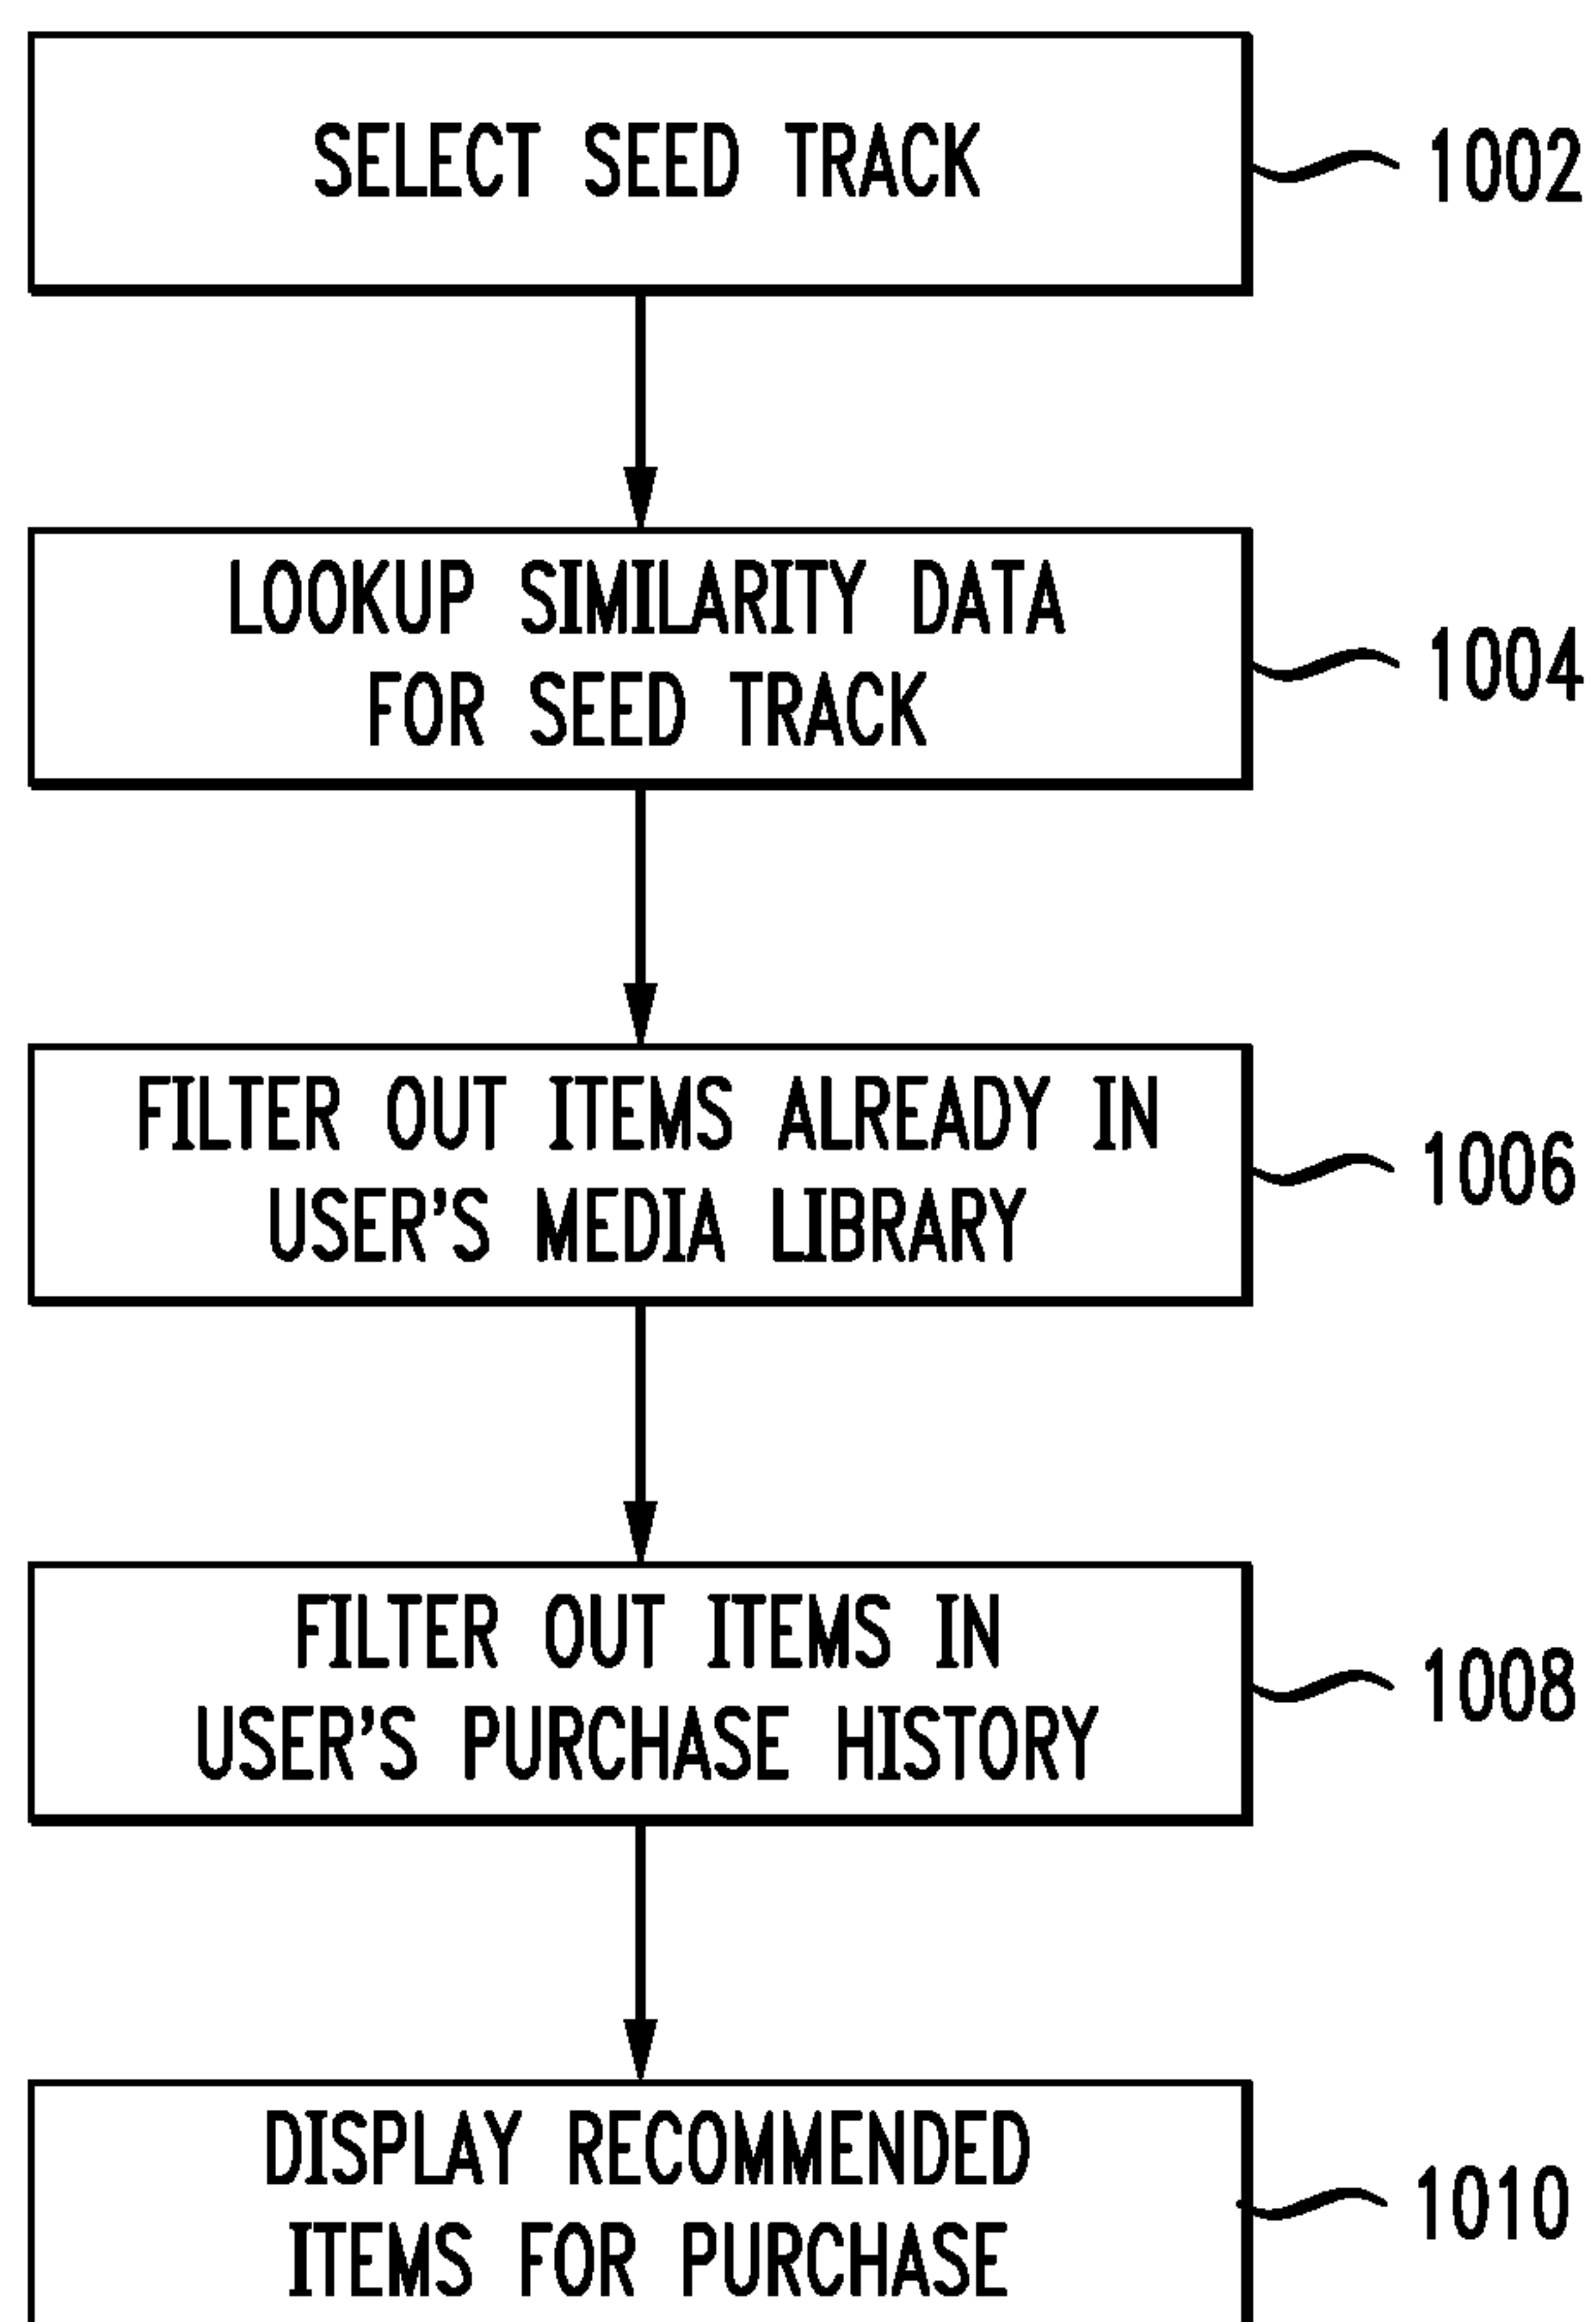 SELECT SEED TRACK
1002
LOOKUP SIMILARITY DATA
FOR SEED TRACK
1004
FILTER OUT ITEMS ALREADY IN
USER'S MEDIA LIBRARY
1006
FILTER OUT ITEMS IN
USER'S PURCHASE HISTORY
1008
DISPLAY RECOMMENDED
ITEMS FOR PURCHASE
1010